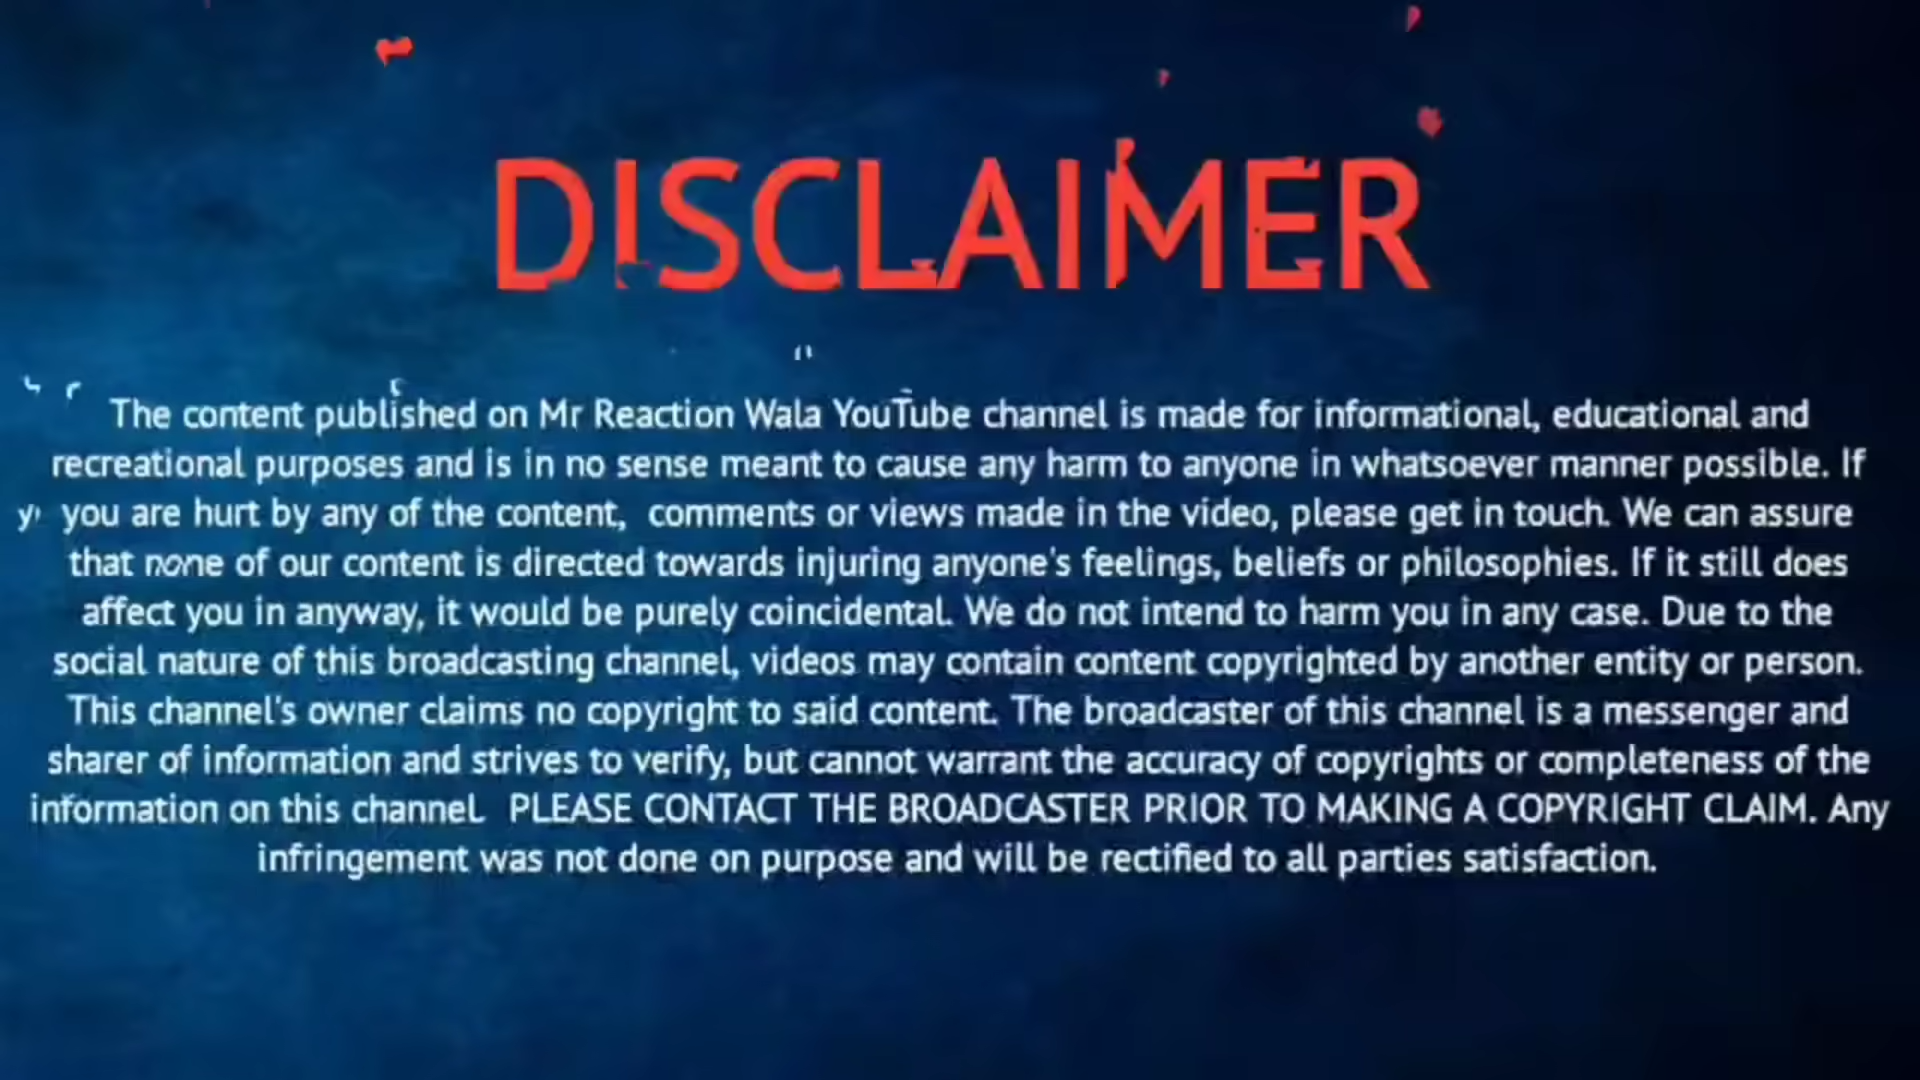 DISCLAIMER
The content published on Mr Reaction Wala YouTube channel is made for informational, educational and
recreational purposes and is in no sense meant to cause any harm to anyone in whatsoever manner possible. If
you are hurt by any of the content, comments or views made in the video, please get in touch. We can assure
that none of our content is directed towards injuring anyone's feelings, beliefs or philosophies. If it still does
affect you in anyway, it would be purely coincidental. We do not intend to harm you in any case. Due to the
social nature of this broadcasting channel, videos may contain content copyrighted by another entity or person.
This channel's owner claims no copyright to said content. The broadcaster of this channel is a messenger and
sharer of information and strives to verify, but cannot warrant the accuracy of copyrights or completeness of the
information on this channel. PLEASE CONTACT THE BROADCASTER PRIOR TO MAKING A COPYRIGHT CLAIM. Any
infringement was not done on purpose and will be rectified to all parties satisfaction.